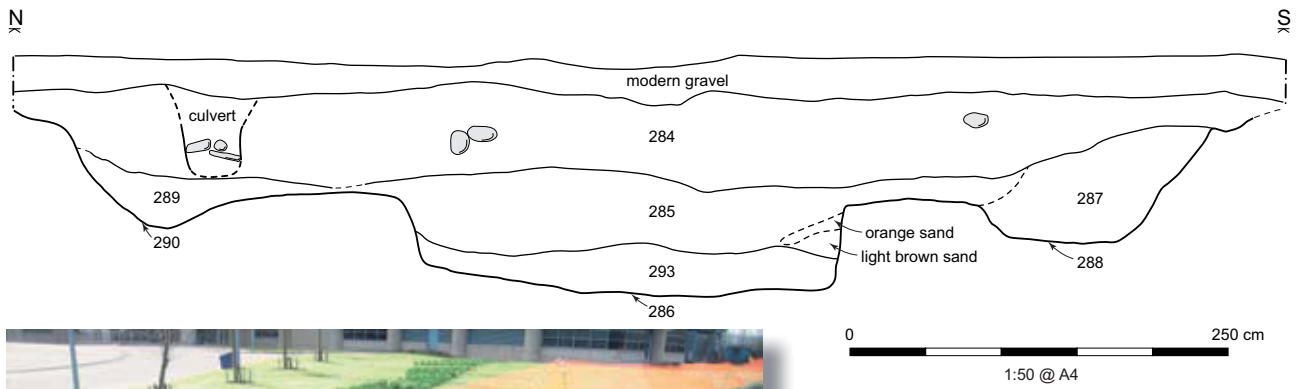 N
S
modern gravel
culvert
284
289
287
285
orange sand
290
light brown sand
288
293
286
0
250 cm
1:50 @ A4